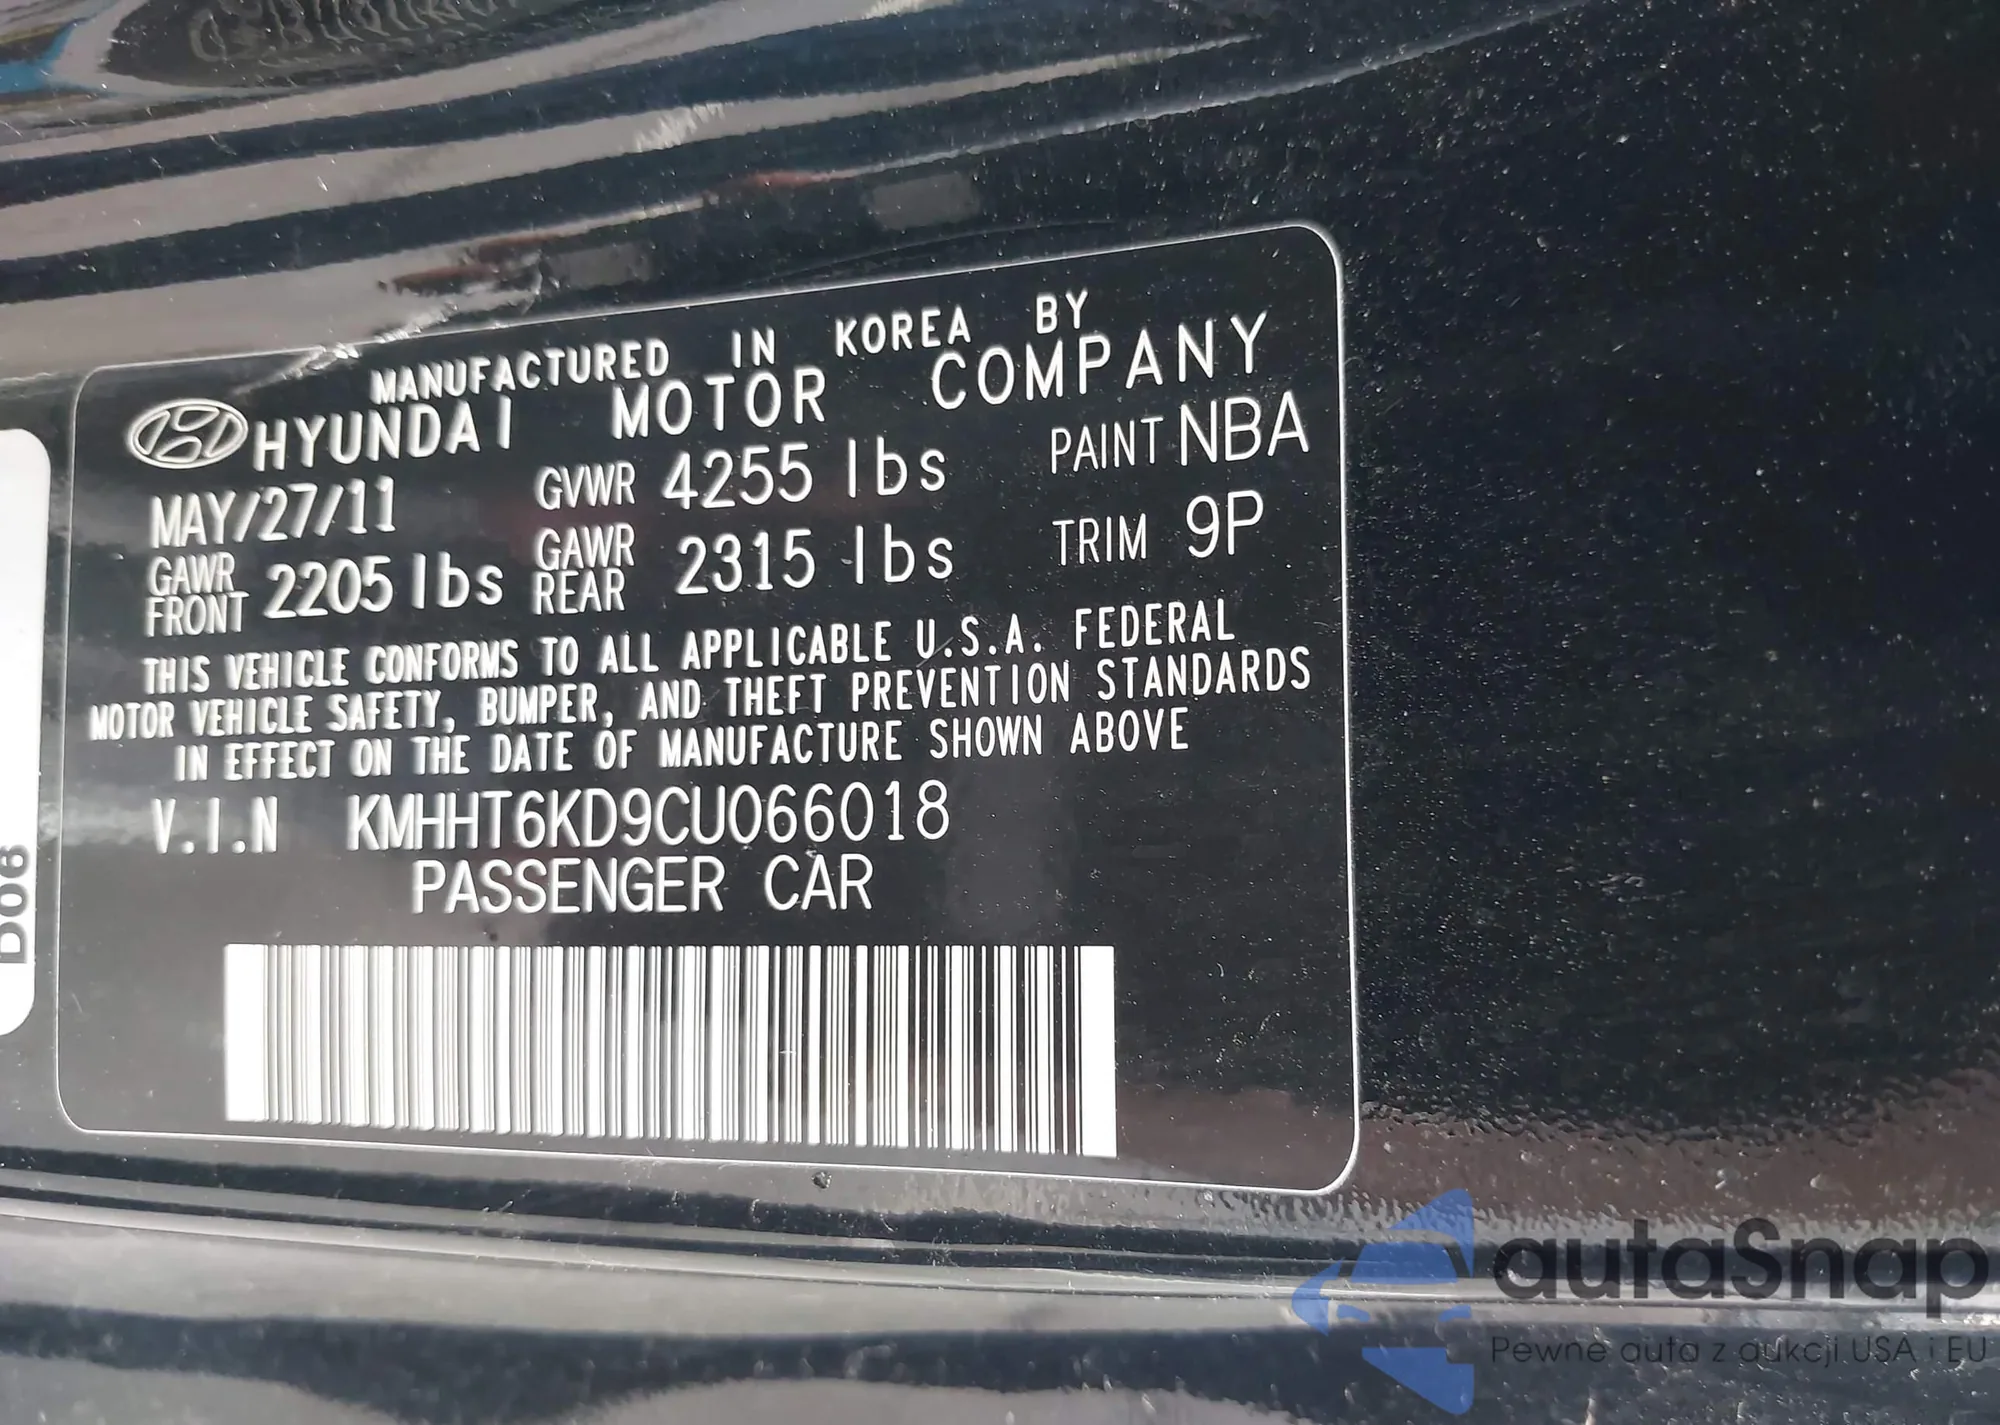 MANUFACTURED IN KOREA BY
HYUNDAI MOTOR COMPANY
MAY/27/11 GVWR 4255 lbs PAINT NBA
GAWR FRONT 2205 lbs GAWR REAR 2315 lbs TRIM 9P
THIS VEHICLE CONFORMS TO ALL APPLICABLE U.S.A. FEDERAL
MOTOR VEHICLE SAFETY, BUMPER, AND THEFT PREVENTION STANDARDS
IN EFFECT ON THE DATE OF MANUFACTURE SHOWN ABOVE
V.I.N KMHHT6KD9CU066018
PASSENGER CAR
D06
autaSnap
Pewne auta z aukcji USA i EU